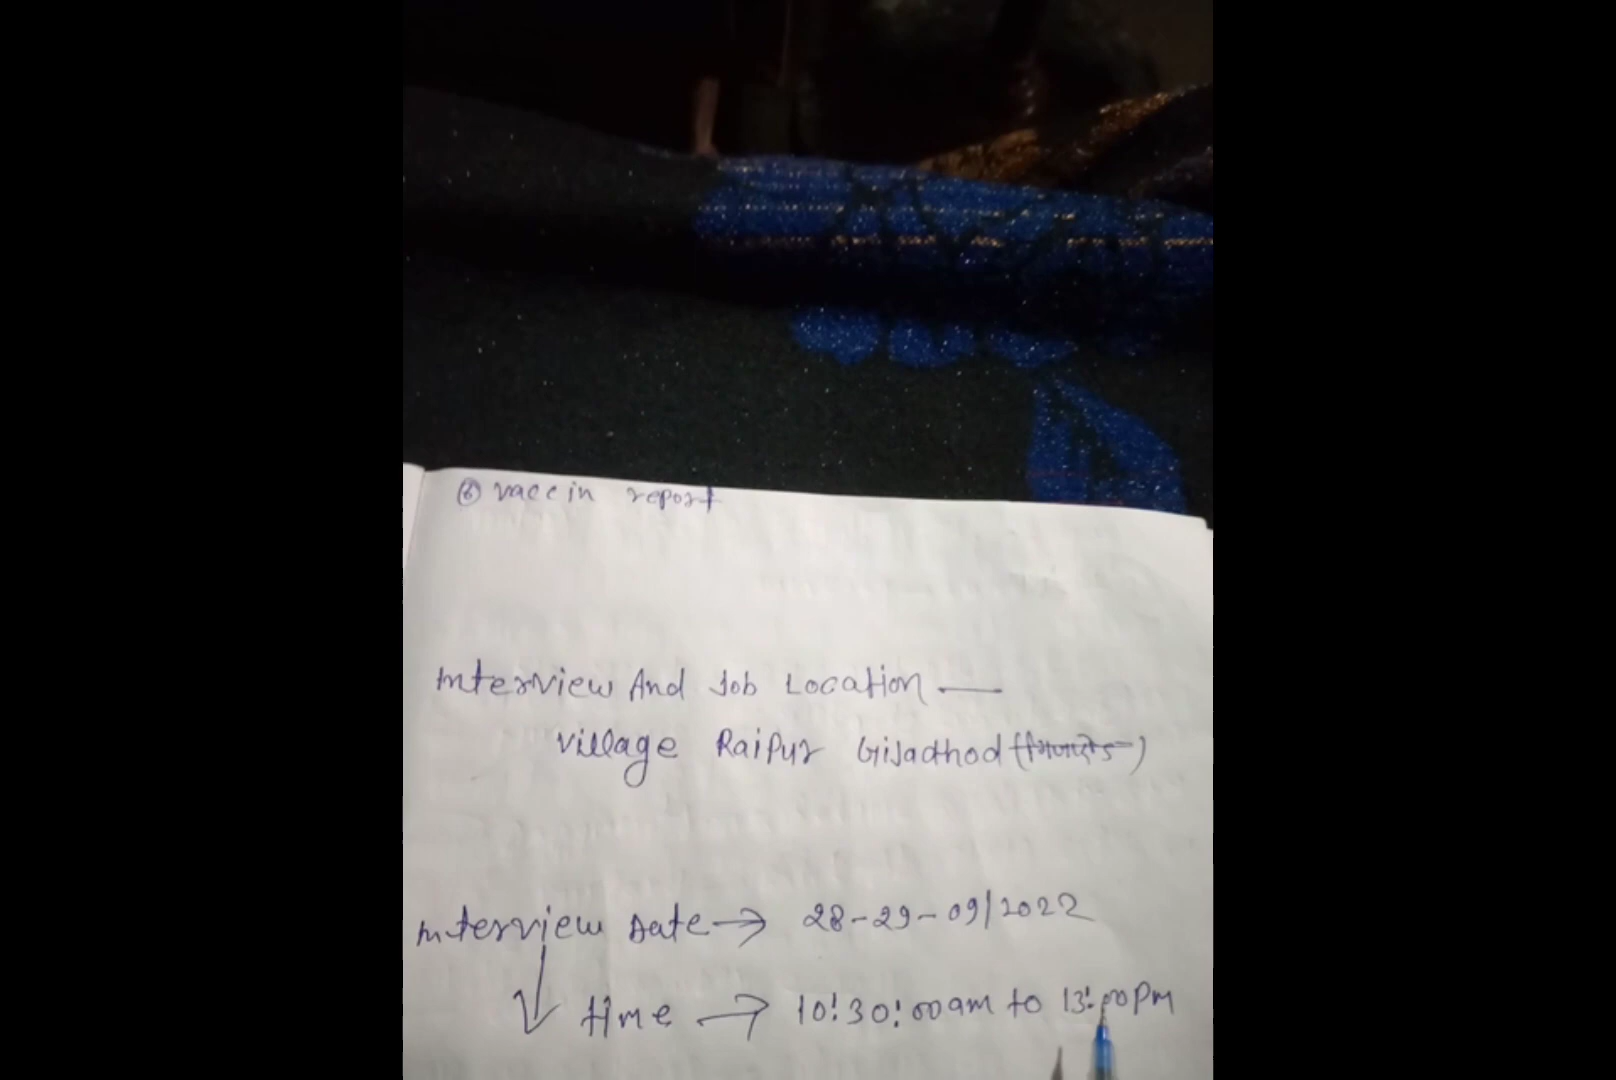 ⑥ vaccin report
Interview And Job Location —
village Raipur Gijadhod
Interview Date → 28-29-09/2022
↓ time → 10:30:00am to 13:00Pm